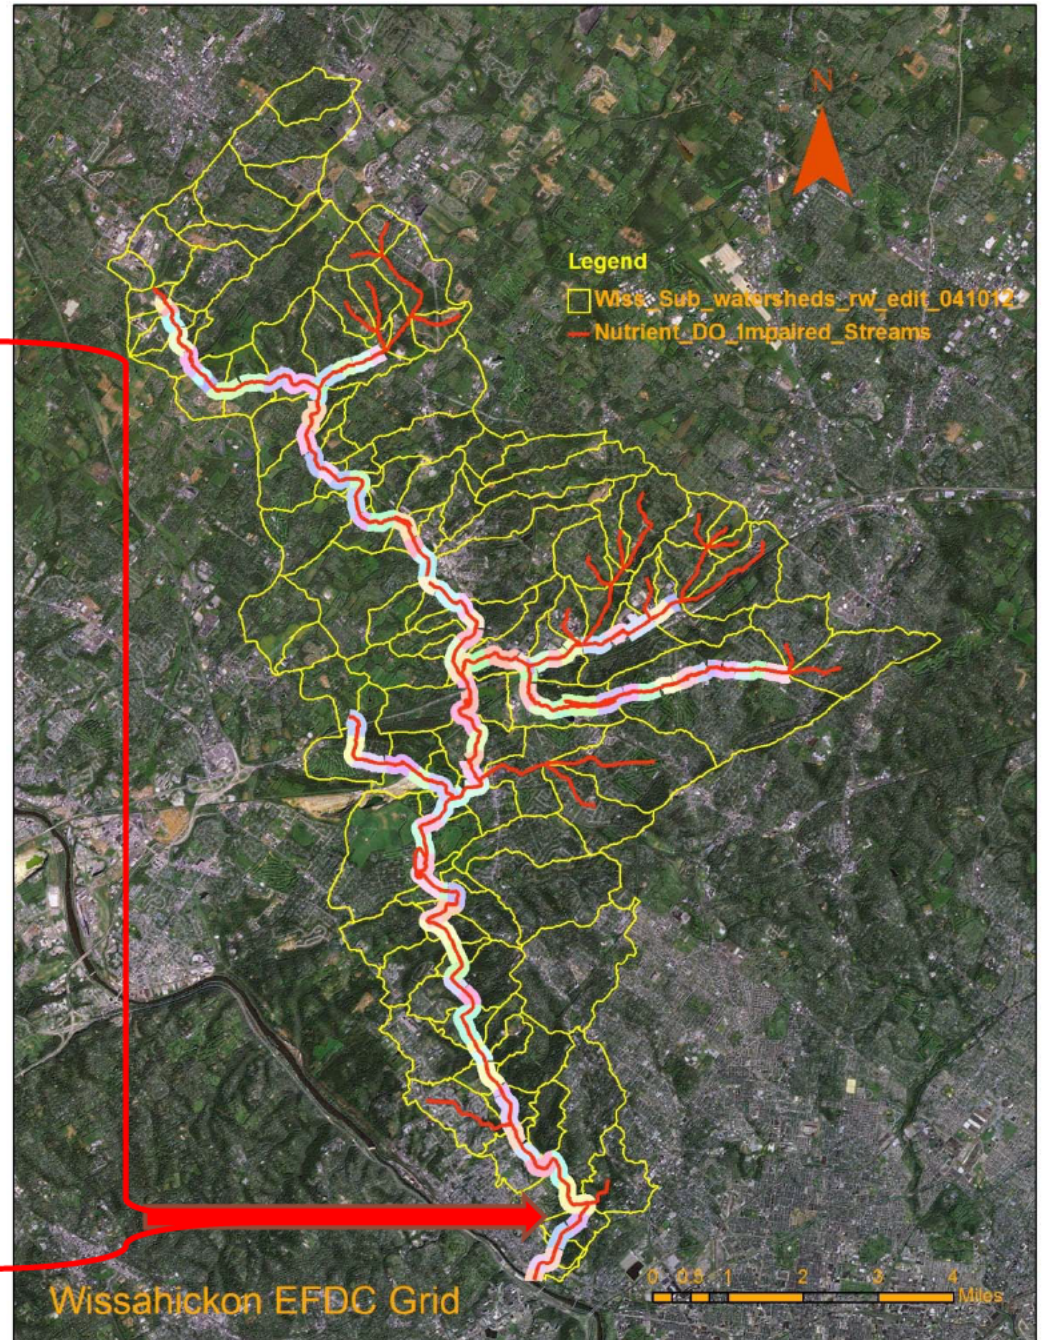 N
Legend
Wiss_Sub_watersheds_rw_edit_041012
Nutrient_DO_Impaired_Streams
0 0.5 1 2 3 4
Miles
Wissahickon EFDC Grid